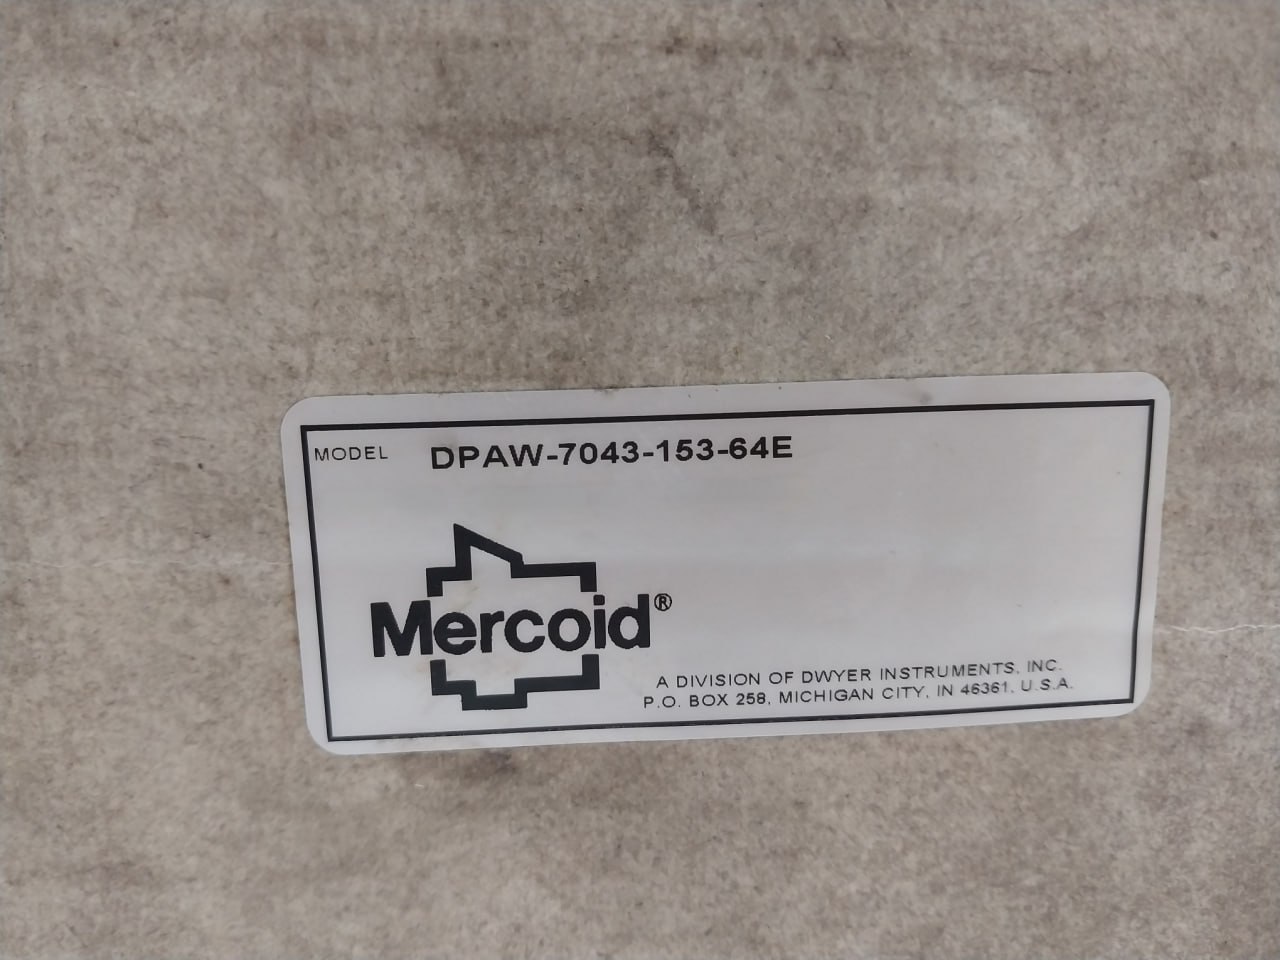 MODEL DPAW-7043-153-64E
Mercoid®
A DIVISION OF DWYER INSTRUMENTS, INC.
P.O. BOX 258, MICHIGAN CITY, IN 46361, U.S.A.